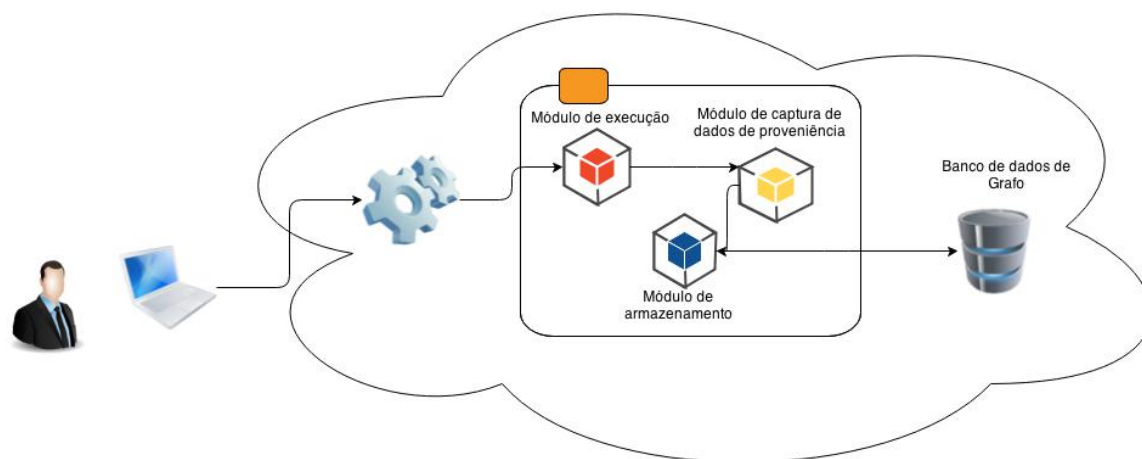 Módulo de execução
Módulo de captura de
dados de proveniência
Módulo de
armazenamento
Banco de dados de
Grafo